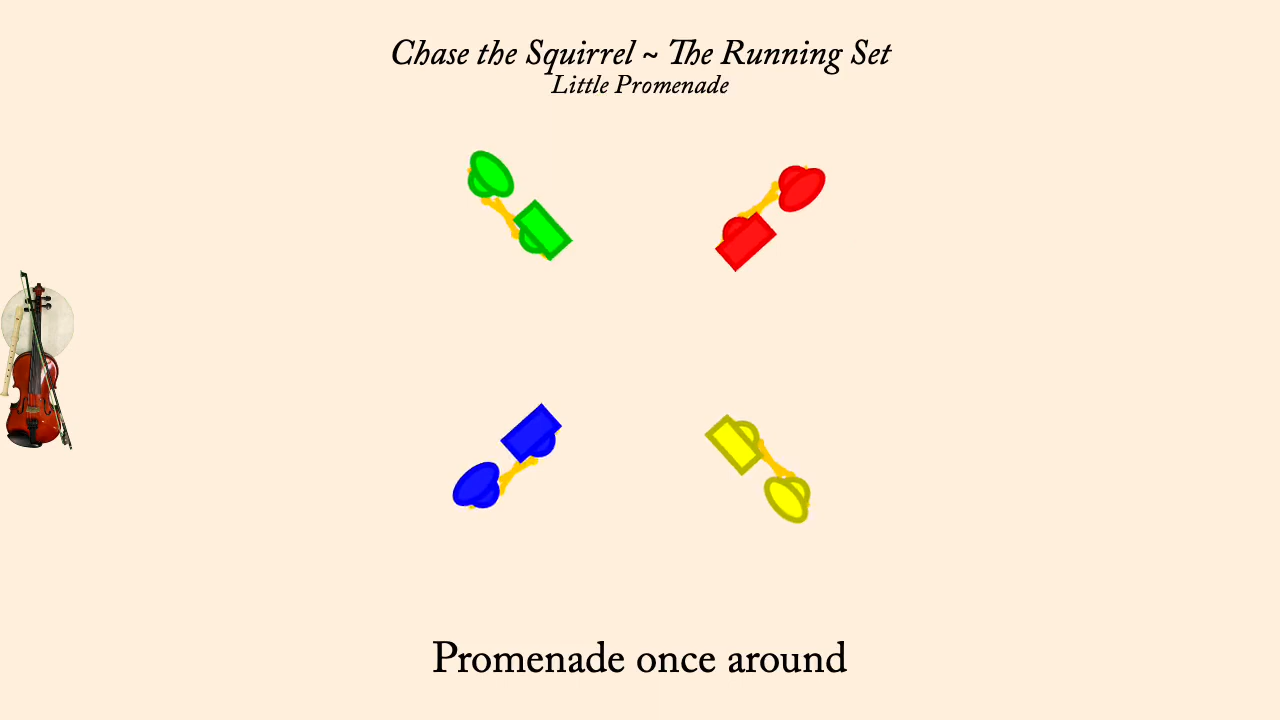 Chase the Squirrel ~ The Running Set
Little Promenade
Promenade once around